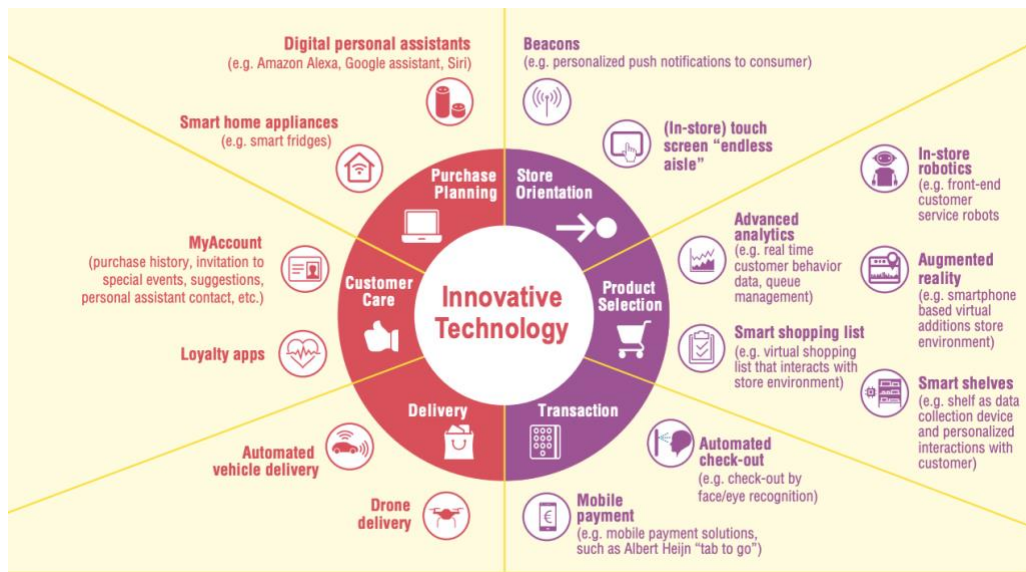 Digital personal assistants
(e.g. Amazon Alexa, Google assistant, Siri)
Smart home appliances
(e.g. smart fridges)
Purchase
Planning
Beacons
(e.g. personalized push notifications to consumer)
(In-store) touch
screen “endless
aisle”
Store
Orientation
In-store
robotics
(e.g. front-end
customer
service robots
Advanced
analytics
(e.g. real time
customer behavior
data, queue
management)
Augmented
reality
(e.g. smartphone
based virtual
additions store
environment)
Product
Selection
Smart shopping list
(e.g. virtual shopping
list that interacts with
store environment)
Smart shelves
(e.g. shelf as data
collection device
and personalized
interactions with
customer)
MyAccount
(purchase history, invitation to
special events, suggestions,
personal assistant contact, etc.)
Customer
Care
Loyalty apps
Innovative
Technology
Delivery
Automated
vehicle delivery
Drone
delivery
Transaction
Automated
check-out
(e.g. check-out by
face/eye recognition)
Mobile
payment
(e.g. mobile payment solutions,
such as Albert Heijn “tab to go”)
€